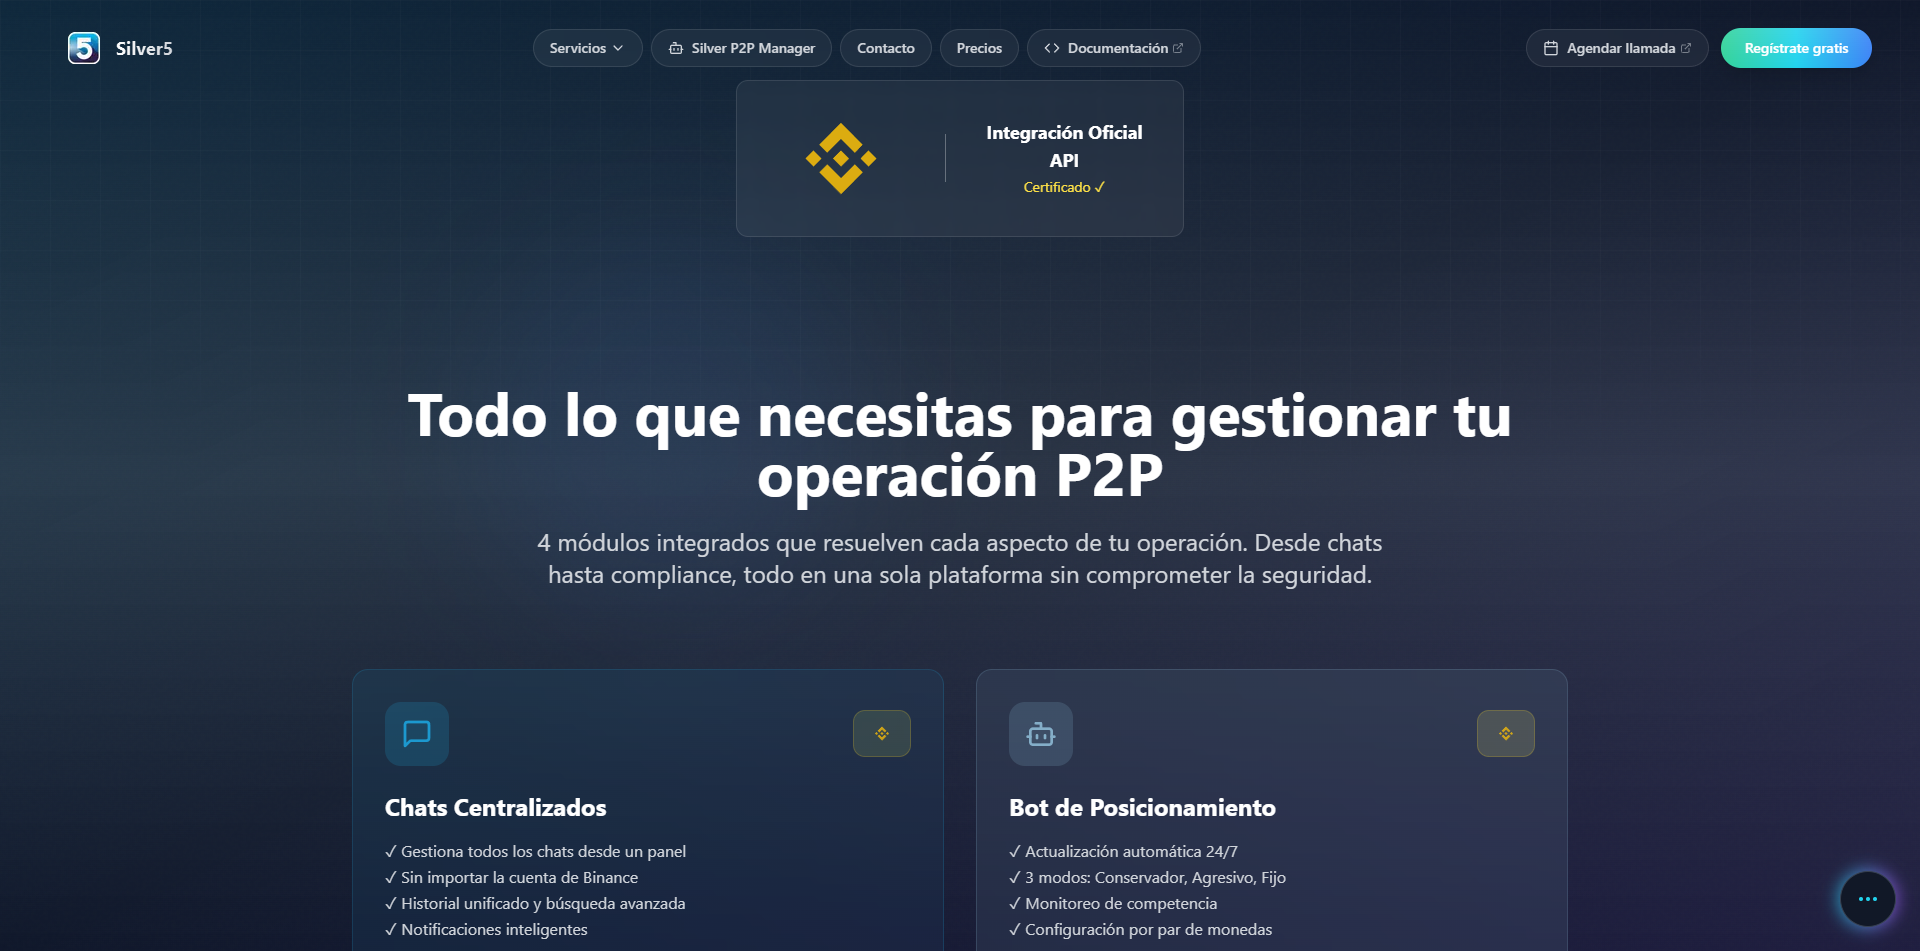 5 Silver5
Servicios
Silver P2P Manager
Contacto
Precios
Documentación
Agendar llamada
Regístrate gratis
Integración Oficial
API
Certificado ✓
Todo lo que necesitas para gestionar tu
operación P2P
4 módulos integrados que resuelven cada aspecto de tu operación. Desde chats
hasta compliance, todo en una sola plataforma sin comprometer la seguridad.
Chats Centralizados
✓ Gestiona todos los chats desde un panel
✓ Sin importar la cuenta de Binance
✓ Historial unificado y búsqueda avanzada
✓ Notificaciones inteligentes
Bot de Posicionamiento
✓ Actualización automática 24/7
✓ 3 modos: Conservador, Agresivo, Fijo
✓ Monitoreo de competencia
✓ Configuración por par de monedas